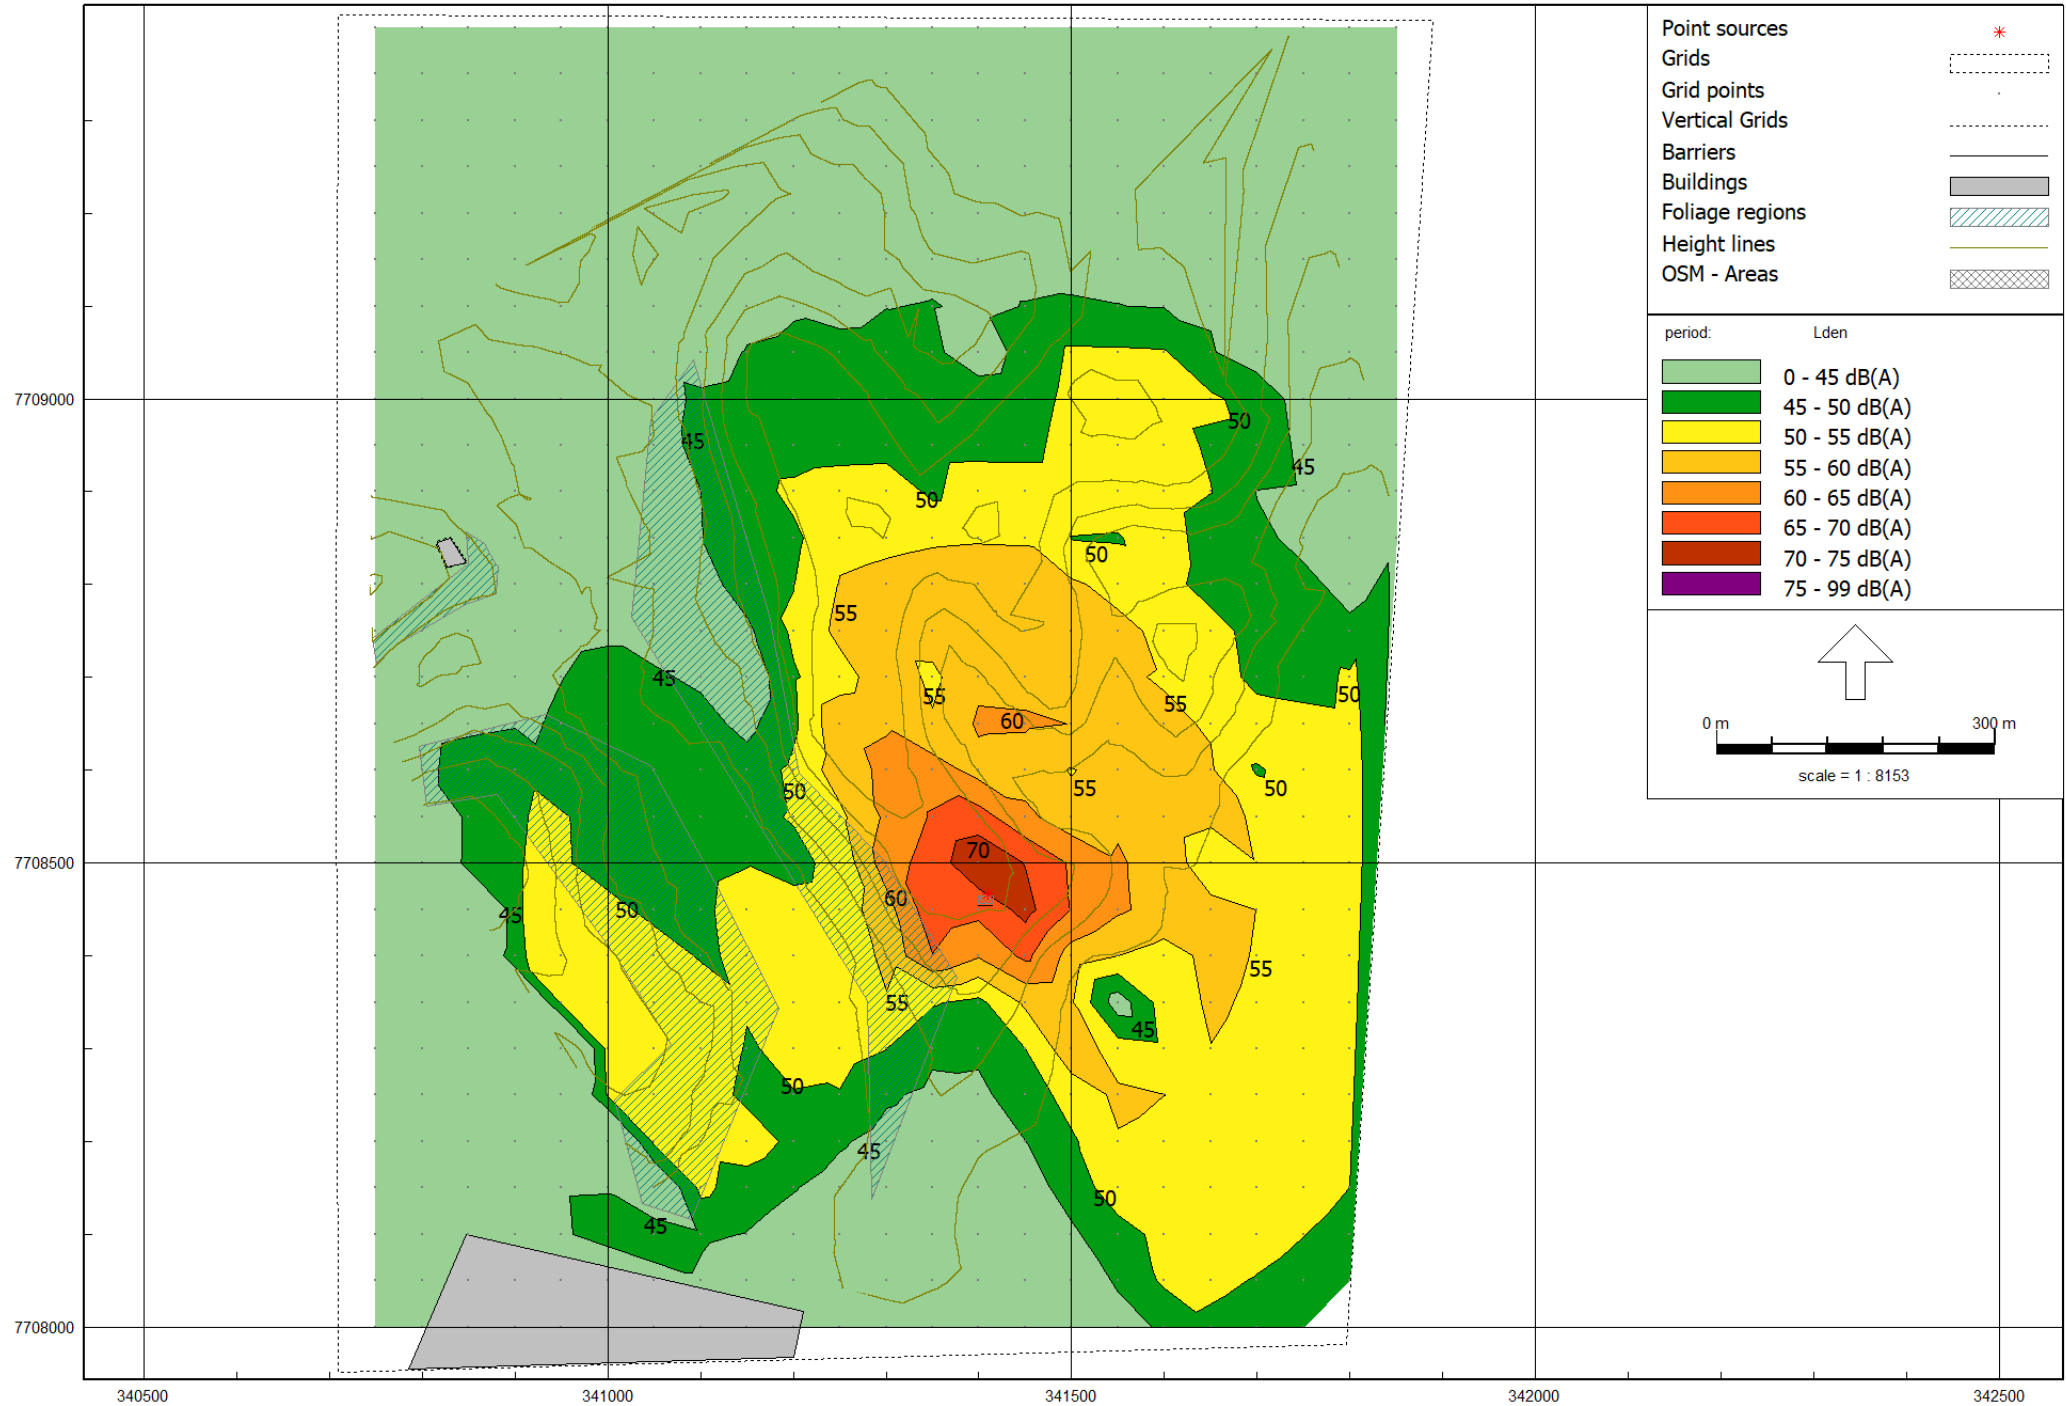 Point sources
Grids
Grid points
Vertical Grids
Barriers
Buildings
Foliage regions
Height lines
OSM - Areas
period: Lden
0 - 45 dB(A)
45 - 50 dB(A)
50 - 55 dB(A)
55 - 60 dB(A)
60 - 65 dB(A)
65 - 70 dB(A)
70 - 75 dB(A)
75 - 99 dB(A)
0 m 300 m
scale = 1 : 8153
7709000
7708500
7708000
340500 341000 341500 342000 342500
50
45
45
50
50
55
45
55
55
50
60
50
55
50
70
60
50
45
55
55
45
50
45
50
45